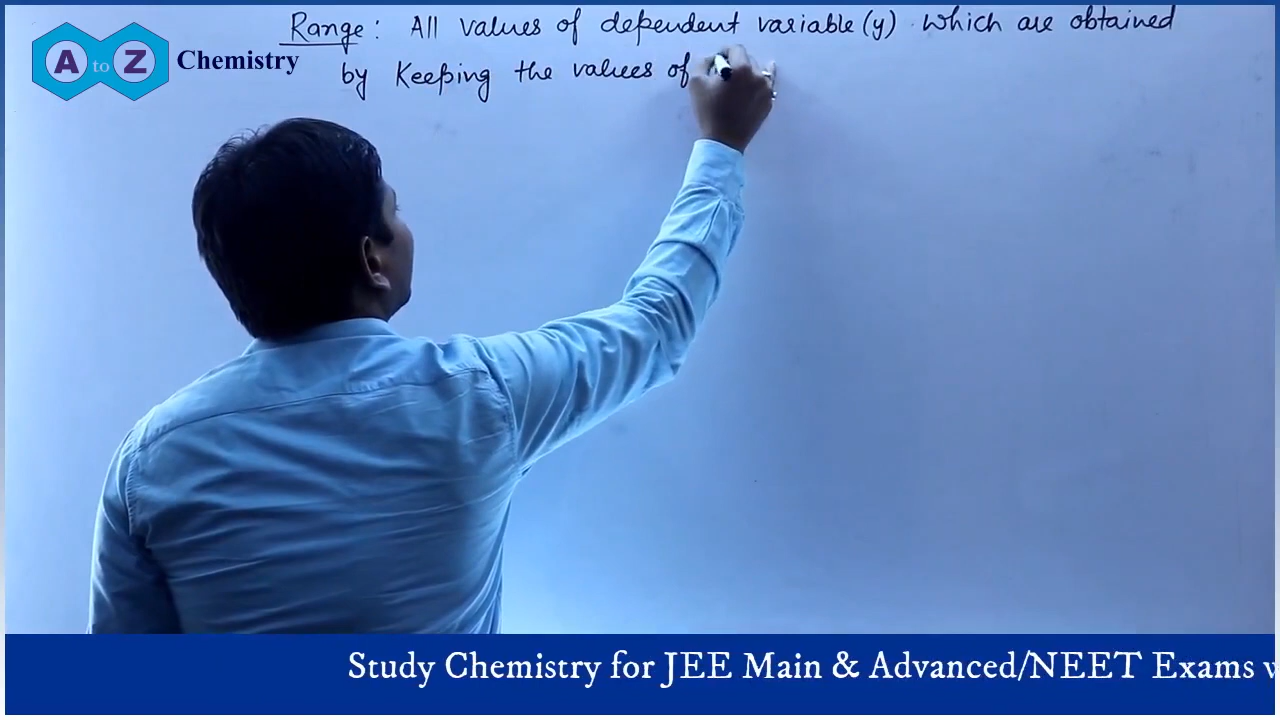 Range : All values of dependent variable (y) which are obtained
A to Z Chemistry
by Keeping the values of
Study Chemistry for JEE Main & Advanced/NEET Exams